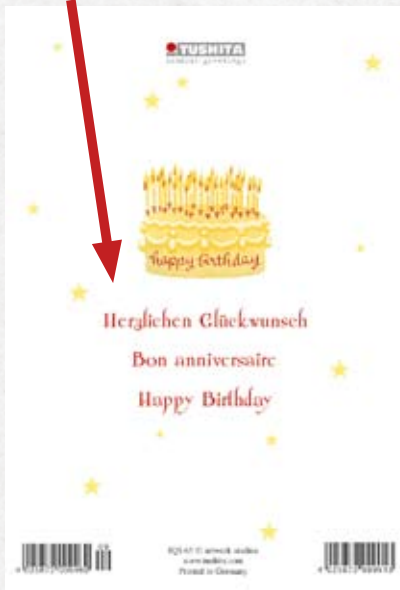 TUSHITA
happy birthday
Herzlichen Glückwunsch
Bon anniversaire
Happy Birthday
www.tushita.com
Printed in Germany